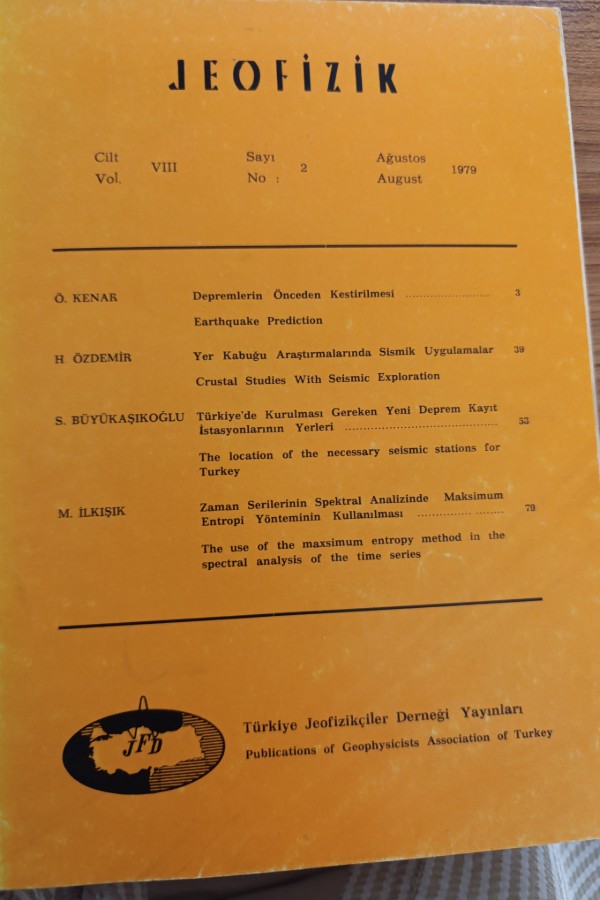 JEOFİZİK
Cilt VIII Sayı 2 Ağustos 1979
Vol. No : August
Ö. KENAR Depremlerin Önceden Kestirilmesi ........................ 3
Earthquake Prediction
H. ÖZDEMİR Yer Kabuğu Araştırmalarında Sismik Uygulamalar 39
Crustal Studies With Seismic Exploration
S. BÜYÜKAŞIKOĞLU Türkiye'de Kurulması Gereken Yeni Deprem Kayıt
İstasyonlarının Yerleri ........................................... 53
The location of the necessary seismic stations for
Turkey
M. İLKIŞIK Zaman Serilerinin Spektral Analizinde Maksimum
Entropi Yönteminin Kullanılması ................ ......... 79
The use of the maxsimum entropy method in the
spectral analysis of the time series
JFD
Türkiye Jeofizikçiler Derneği Yayınları
Publications of Geophysicists Association of Turkey